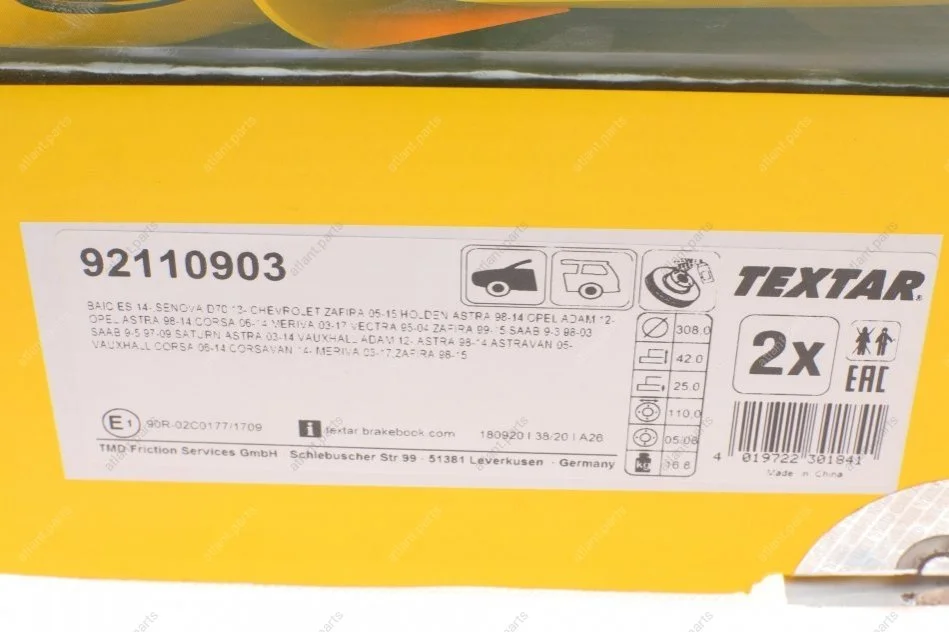 92110903
TEXTAR
BAIC ES 14- SENOVA D70 13- CHEVROLET ZAFIRA 05-15 HOLDEN ASTRA 98-14 OPEL ADAM 12-
OPEL ASTRA 98-14 CORSA 06-14 MERIVA 03-17 VECTRA 95-04 ZAFIRA 99-15 SAAB 9-3 98-03
SAAB 9-5 97-09 SATURN ASTRA 03-14 VAUXHALL ADAM 12- ASTRA 98-14 ASTRAVAN 05-
VAUXHALL CORSA 06-14 CORSAVAN 14- MERIVA 03-17 ZAFIRA 98-15
308.0
42.0
25.0
110.0
05.08
kg 16.8
2x
EAC
E1 90R-02C0177/1709
i textar.brakebook.com 180920 I 38/20 I A26
TMD Friction Services GmbH Schlebuscher Str.99 · 51381 Leverkusen · Germany
4 019722 301841
Made in China
atlant.parts